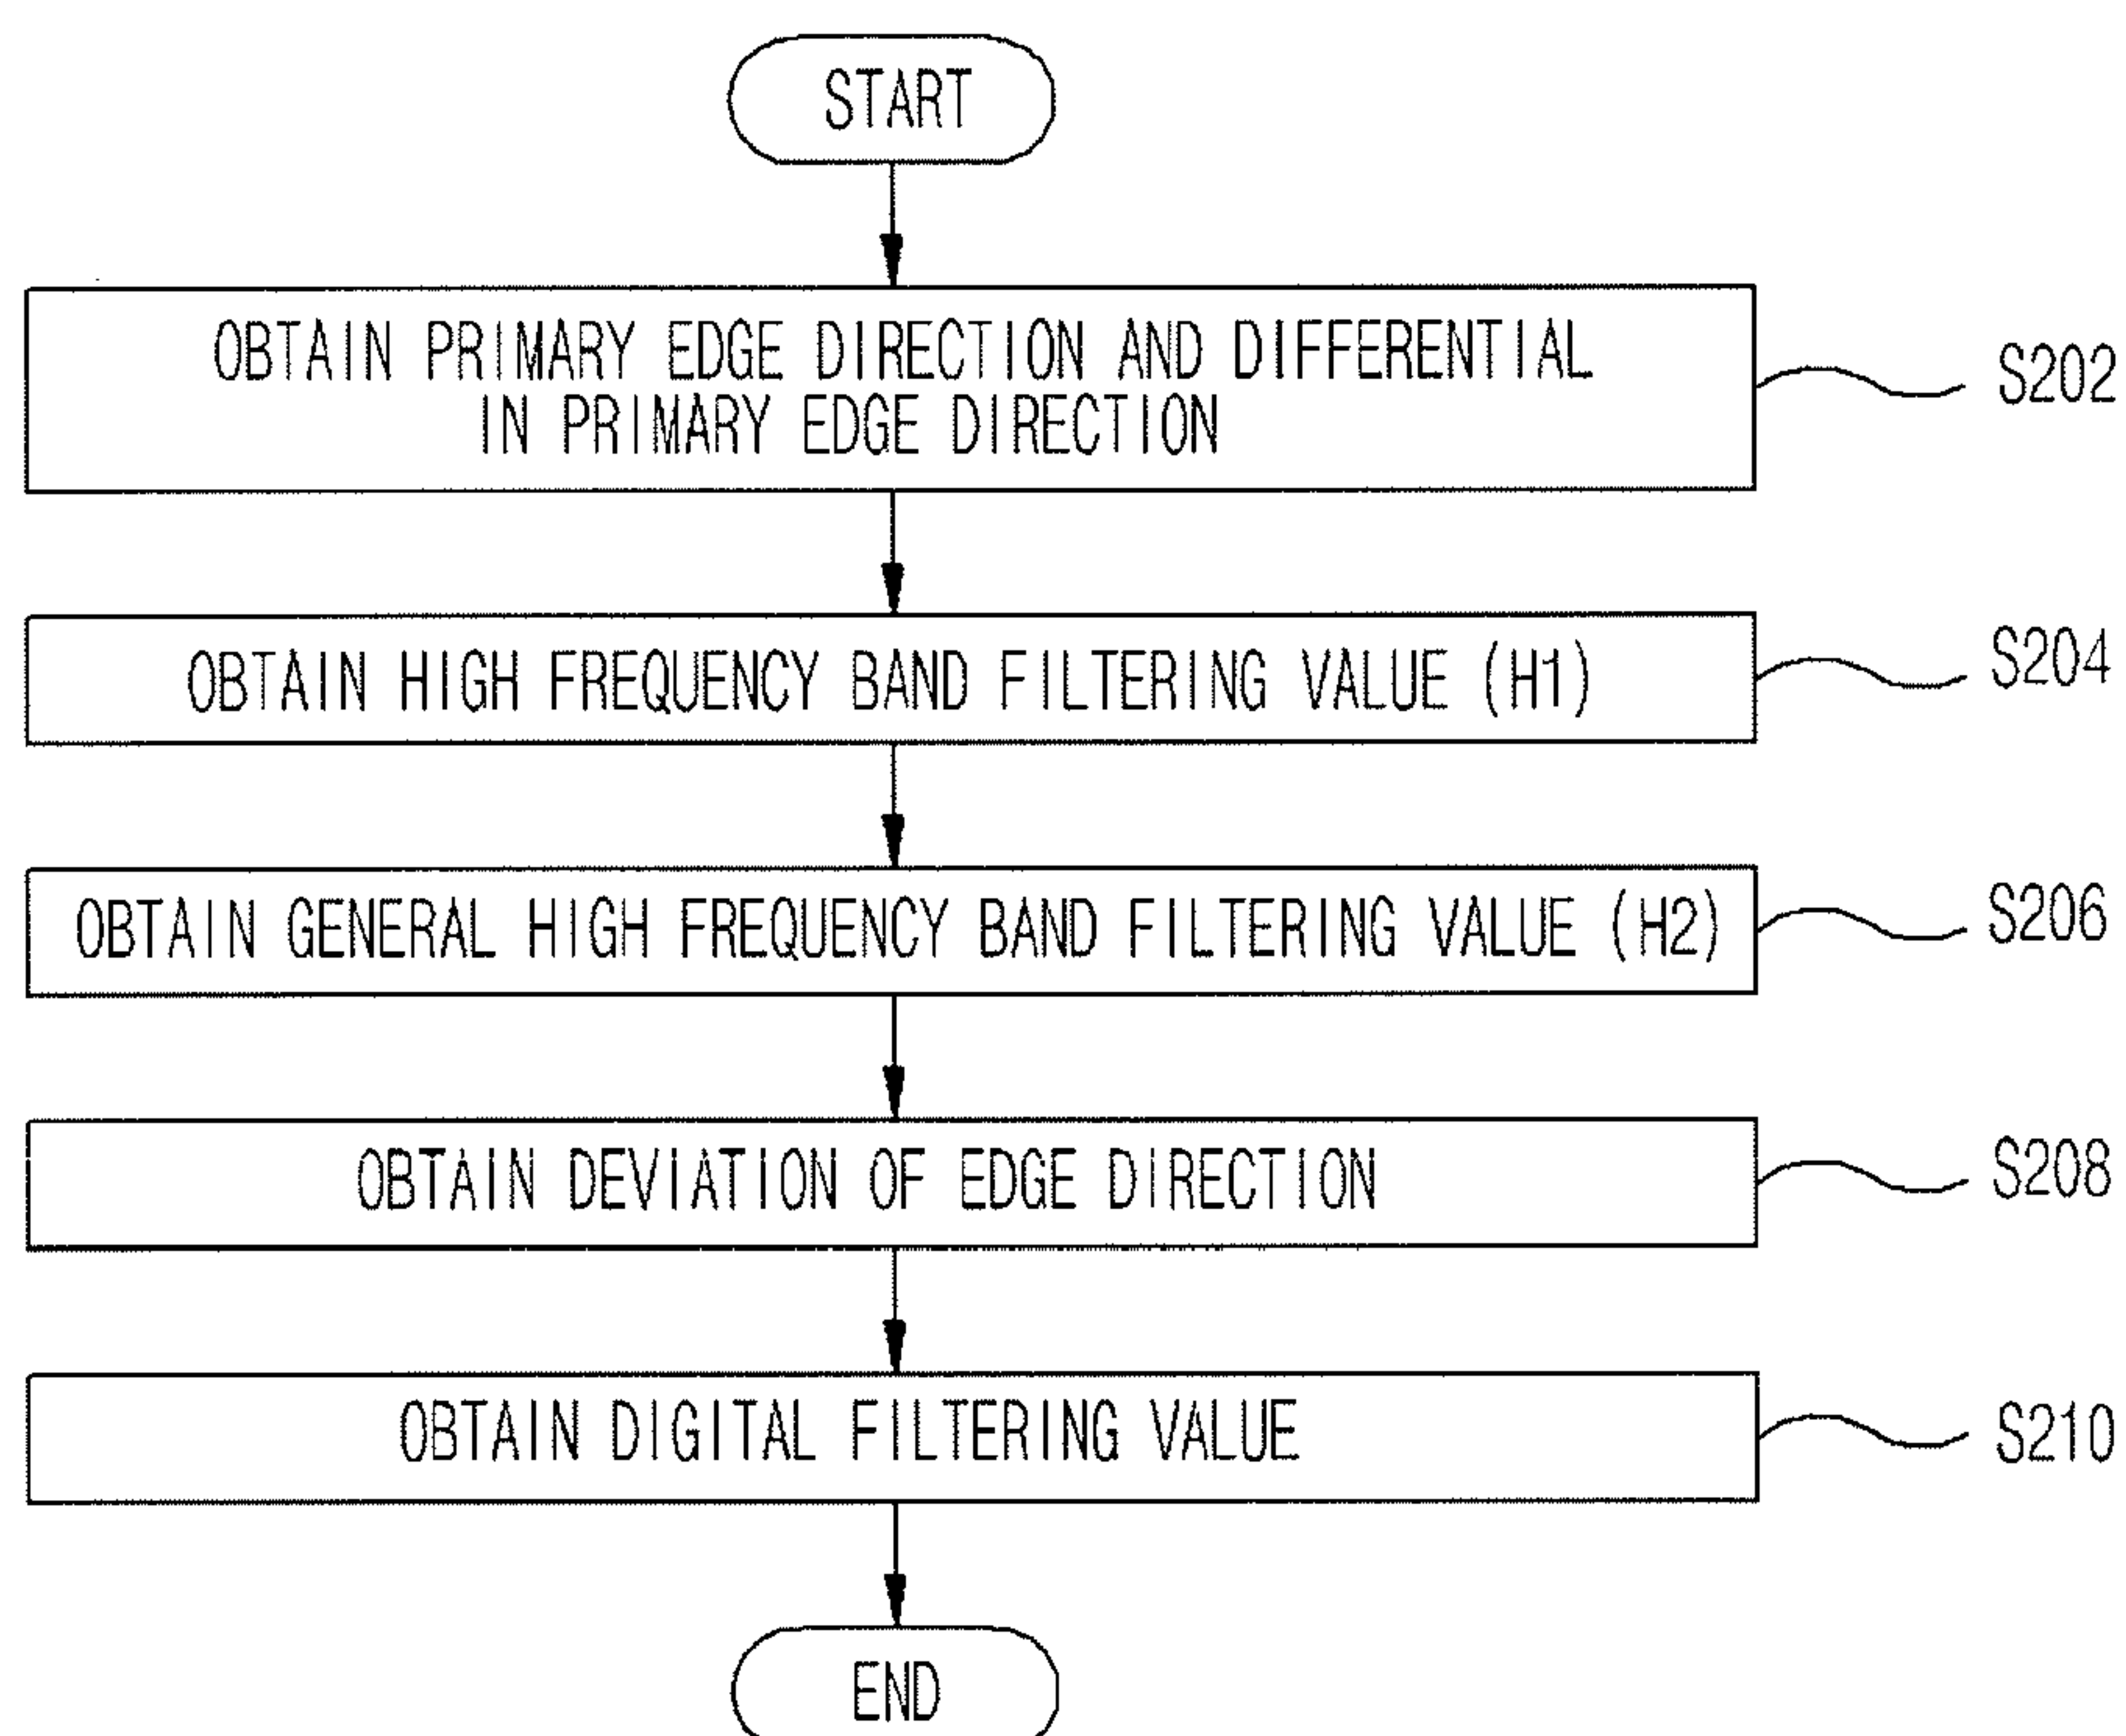 START
OBTAIN PRIMARY EDGE DIRECTION AND DIFFERENTIAL
IN PRIMARY EDGE DIRECTION
S202
OBTAIN HIGH FREQUENCY BAND FILTERING VALUE (H1)
S204
OBTAIN GENERAL HIGH FREQUENCY BAND FILTERING VALUE (H2)
S206
OBTAIN DEVIATION OF EDGE DIRECTION
S208
OBTAIN DIGITAL FILTERING VALUE
S210
END